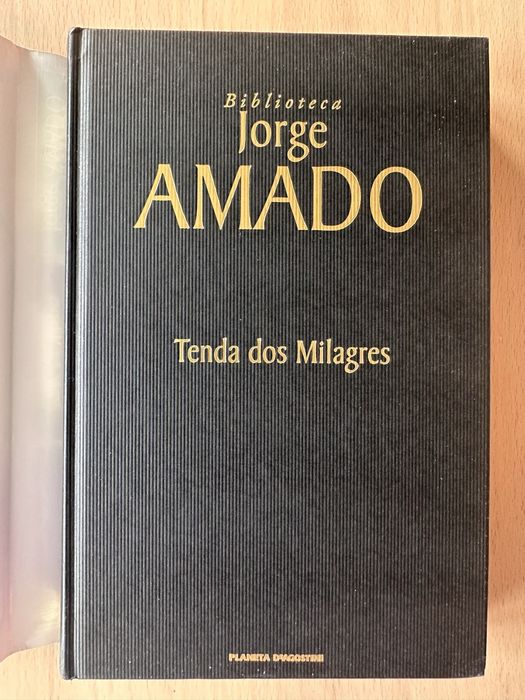 Biblioteca
Jorge
AMADO
Tenda dos Milagres
PLANETA DeAGOSTINI